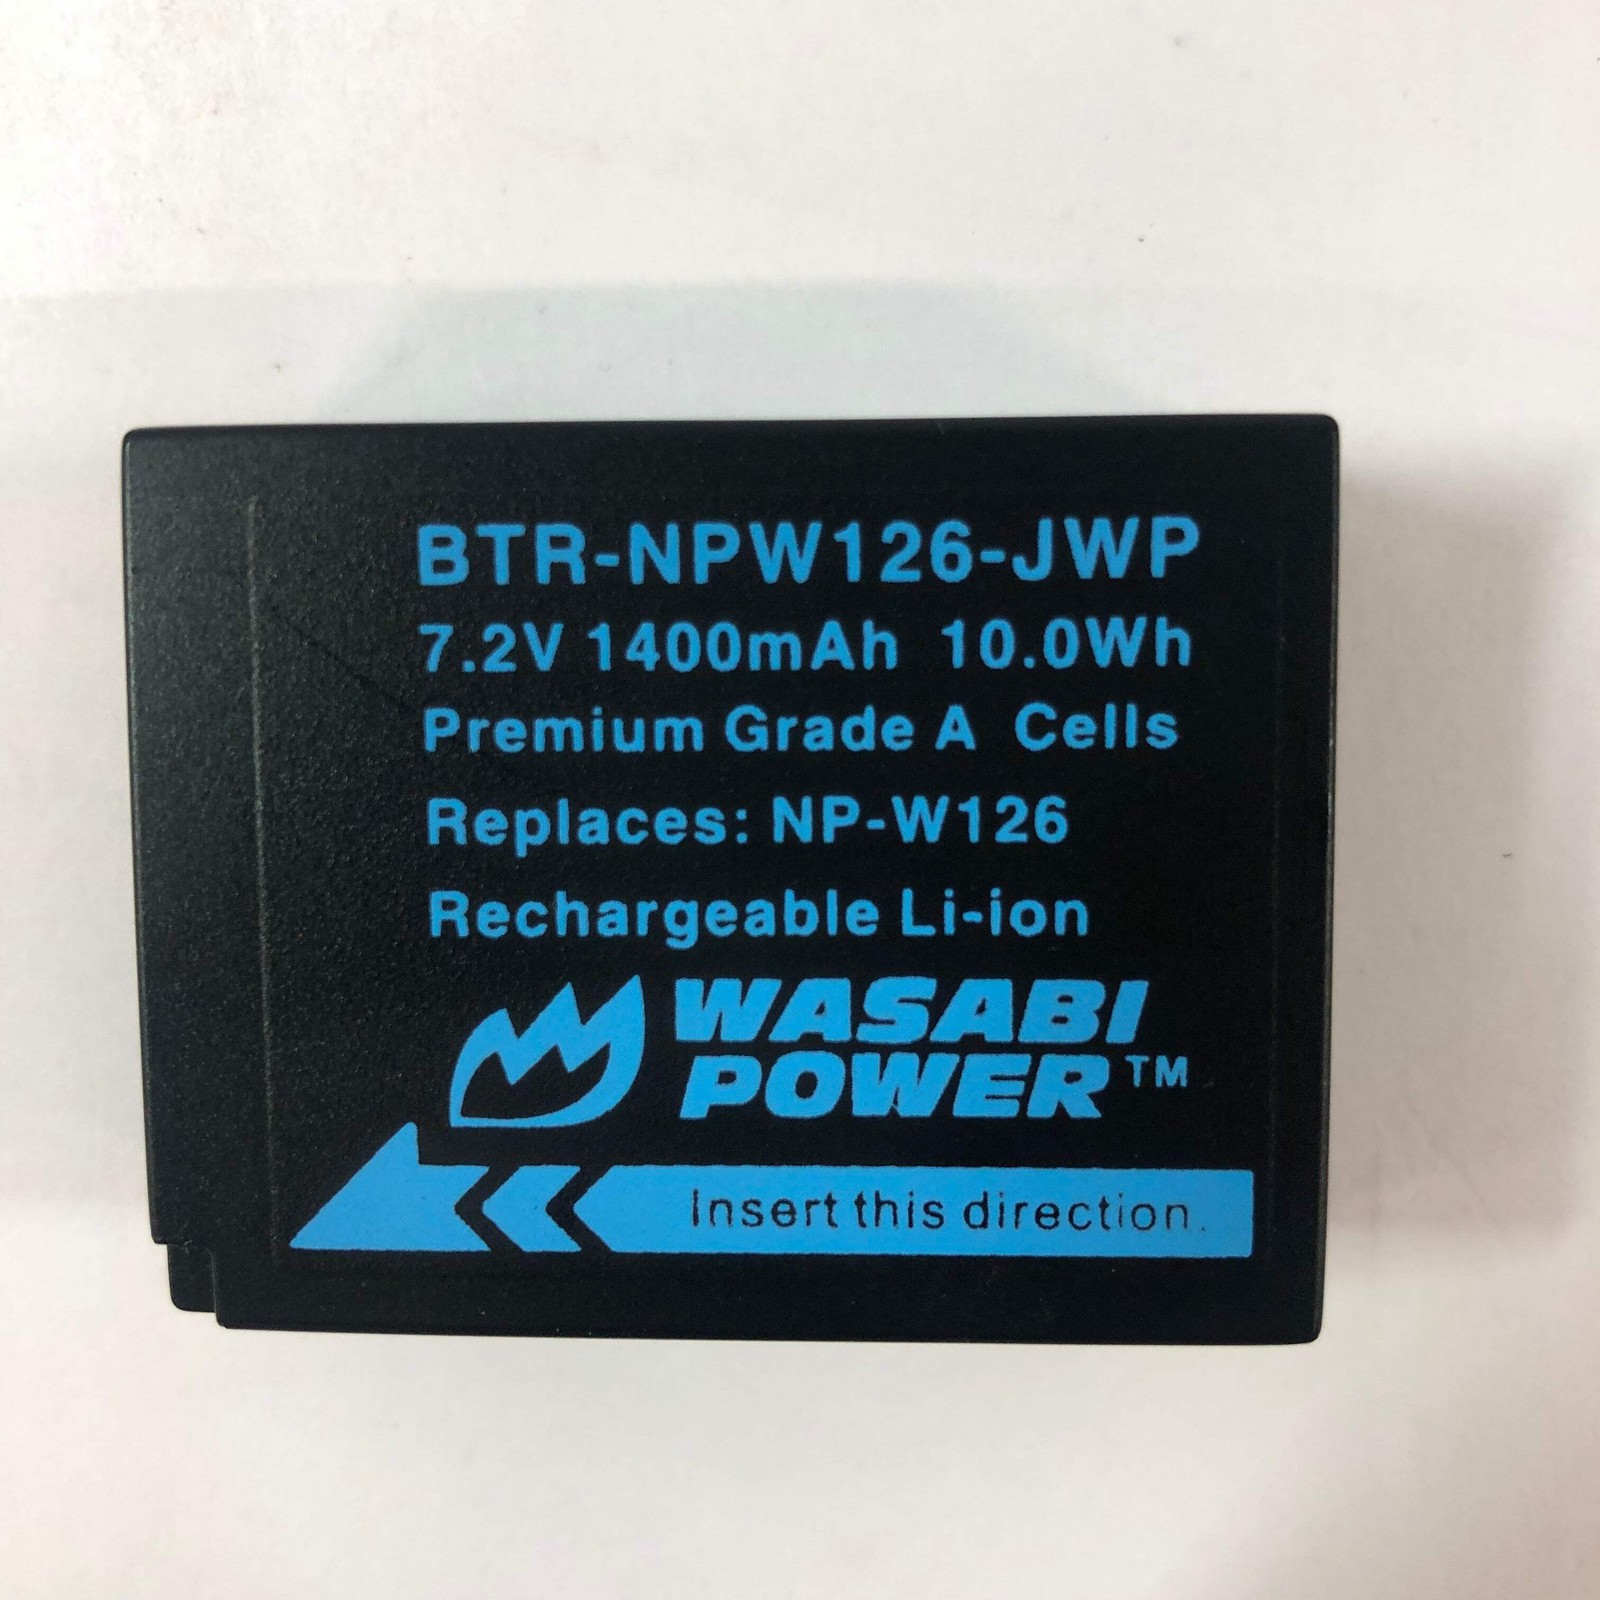 BTR-NPW126-JWP
7.2V 1400mAh 10.0Wh
Premium Grade A Cells
Replaces: NP-W126
Rechargeable Li-ion
WASABI
POWER™
Insert this direction.